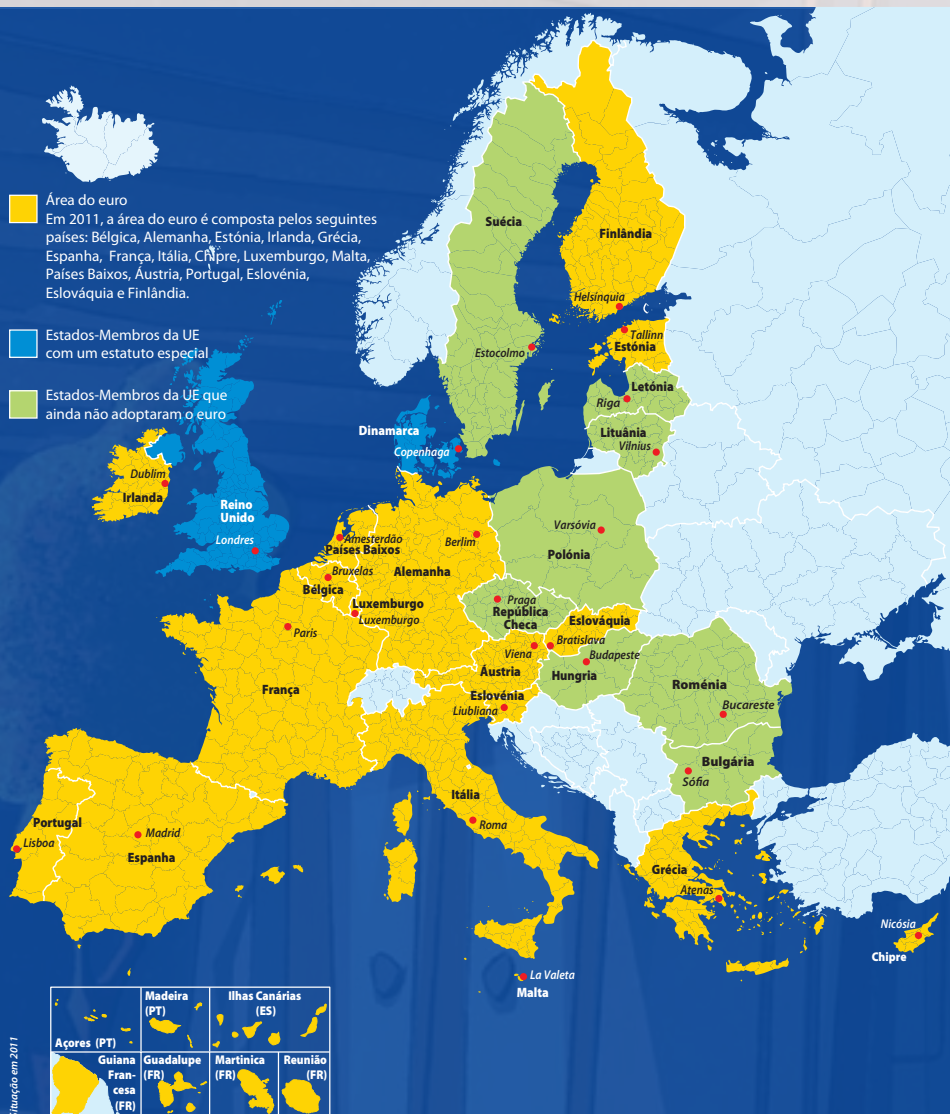 Área do euro
Em 2011, a área do euro é composta pelos seguintes
países: Bélgica, Alemanha, Estónia, Irlanda, Grécia,
Espanha, França, Itália, Chipre, Luxemburgo, Malta,
Países Baixos, Áustria, Portugal, Eslovénia,
Eslováquia e Finlândia.
Estados-Membros da UE
com um estatuto especial
Estados-Membros da UE que
ainda não adoptaram o euro
Suécia
Finlândia
Helsínquia
Tallinn
Estónia
Estocolmo
Letónia
Riga
Lituânia
Vilnius
Dinamarca
Copenhaga
Dublim
Irlanda
Reino
Unido
Londres
Amesterdão
Países Baixos
Berlim
Varsóvia
Polónia
Bruxelas
Bélgica
Alemanha
Luxemburgo
Luxemburgo
Praga
República
Checa
Eslováquia
Bratislava
Paris
Viena
Budapeste
Áustria
Hungria
França
Eslovénia
Liubliana
Roménia
Bucareste
Bulgária
Sófia
Itália
Roma
Portugal
Lisboa
Madrid
Espanha
Grécia
Atenas
Nicósia
Chipre
La Valeta
Malta
Açores (PT)
Madeira
(PT)
Ilhas Canárias
(ES)
Guiana
Fran-
cesa
(FR)
Guadalupe
(FR)
Martinica
(FR)
Reunião
(FR)
Situação em 2011